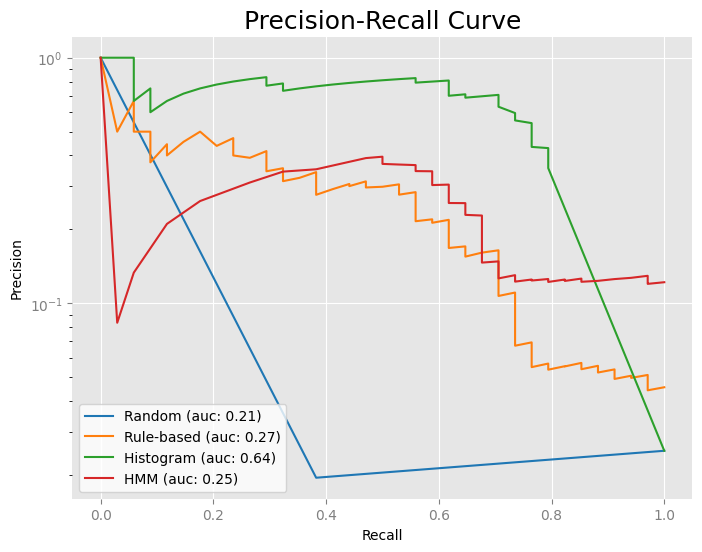 Precision-Recall Curve
Precision
10⁰
10⁻¹
Random (auc: 0.21)
Rule-based (auc: 0.27)
Histogram (auc: 0.64)
HMM (auc: 0.25)
0.0 0.2 0.4 0.6 0.8 1.0
Recall